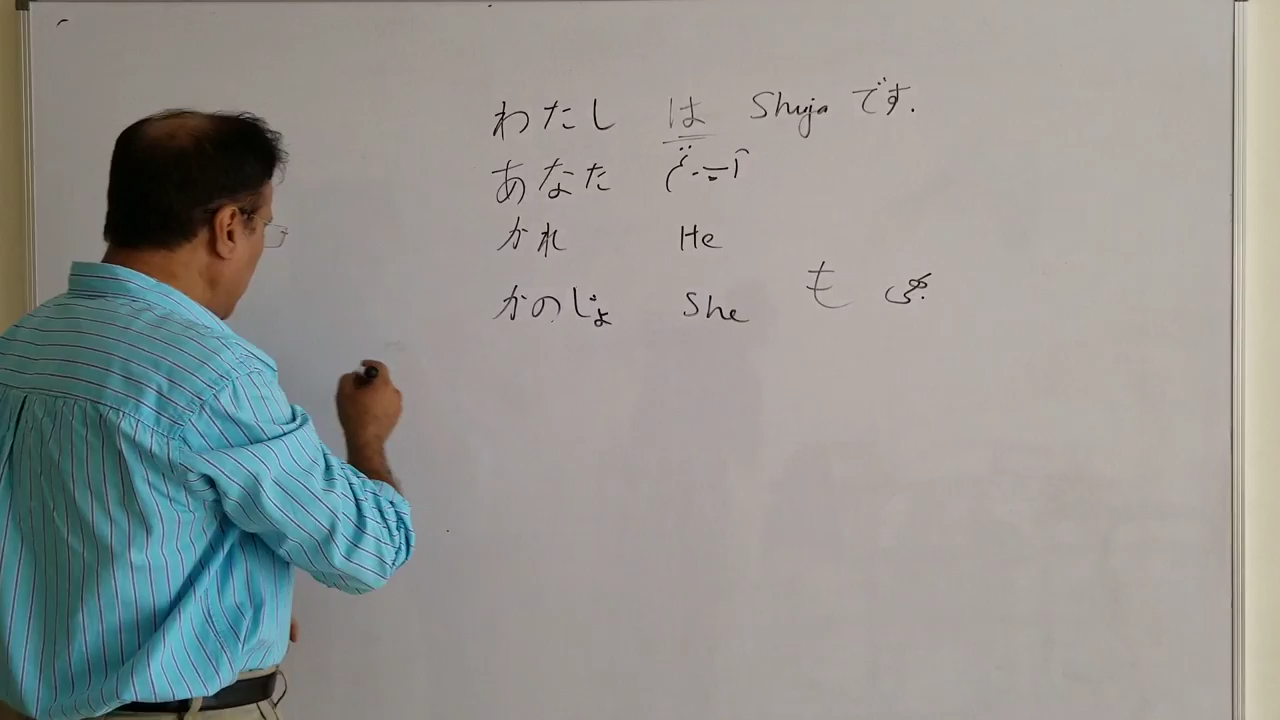 わたし は Shuja です.
あなた
かれ He
かのじょ She も بھی